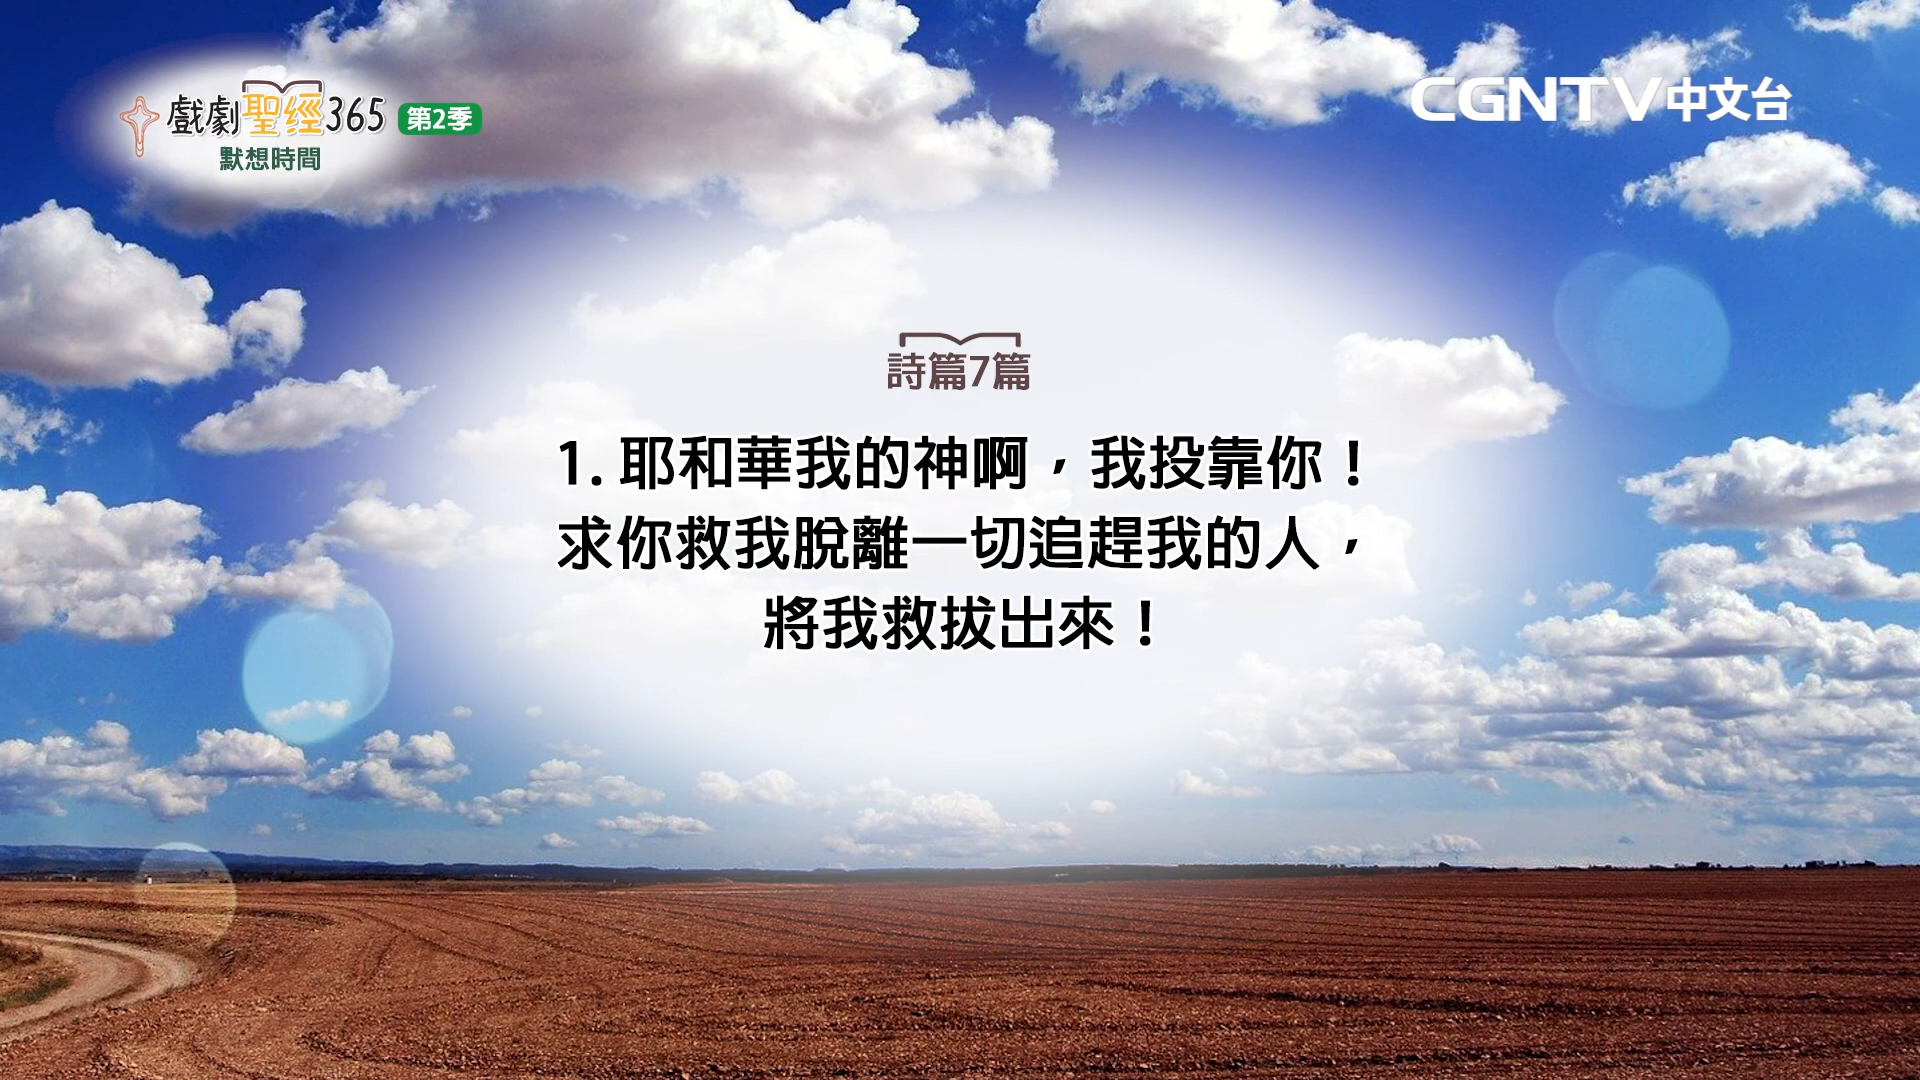 戲劇聖經365 第2季
默想時間
CGNTV中文台
詩篇7篇
1. 耶和華我的神啊，我投靠你！
求你救我脫離一切追趕我的人，
將我救拔出來！